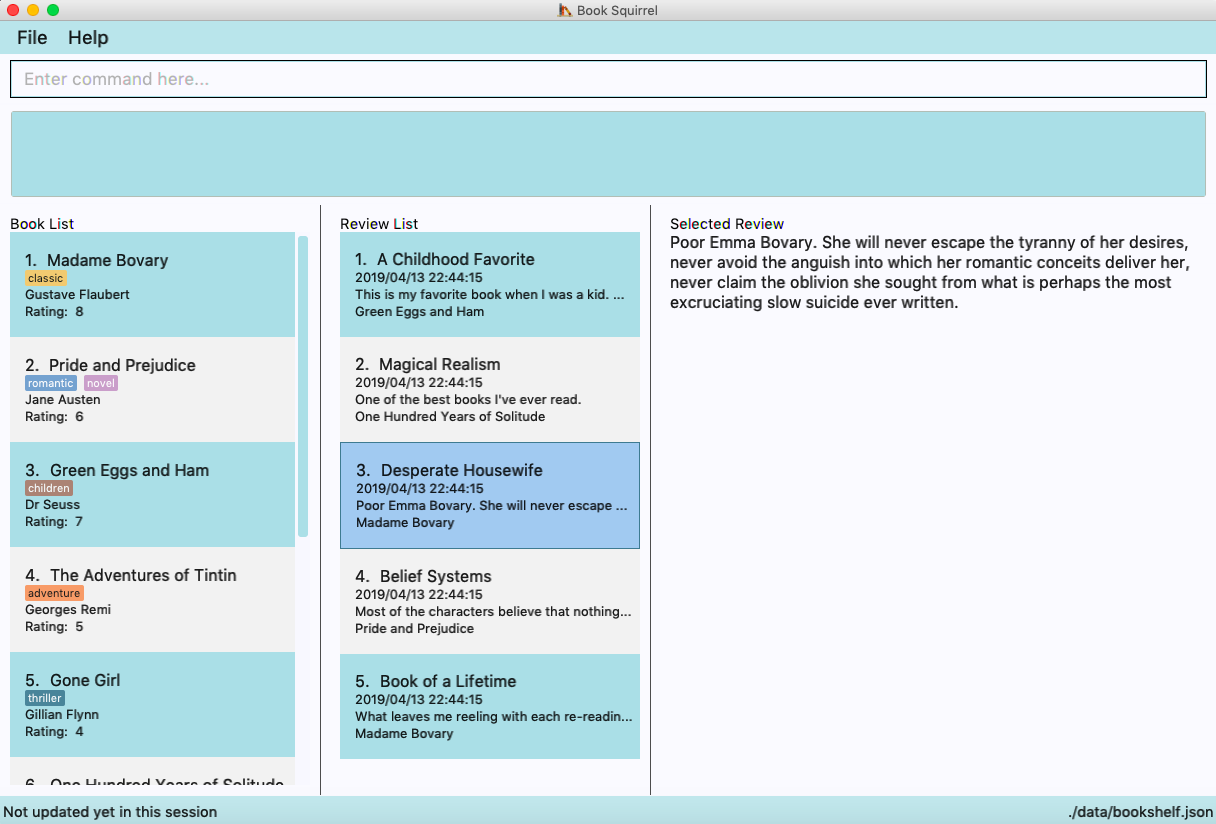 Book Squirrel
File Help
Enter command here...
Book List
1. Madame Bovary
classic
Gustave Flaubert
Rating: 8
2. Pride and Prejudice
romantic novel
Jane Austen
Rating: 6
3. Green Eggs and Ham
children
Dr Seuss
Rating: 7
4. The Adventures of Tintin
adventure
Georges Remi
Rating: 5
5. Gone Girl
thriller
Gillian Flynn
Rating: 4
6. One Hundred Years of Solitude
Review List
1. A Childhood Favorite
2019/04/13 22:44:15
This is my favorite book when I was a kid. ...
Green Eggs and Ham
2. Magical Realism
2019/04/13 22:44:15
One of the best books I've ever read.
One Hundred Years of Solitude
3. Desperate Housewife
2019/04/13 22:44:15
Poor Emma Bovary. She will never escape ...
Madame Bovary
4. Belief Systems
2019/04/13 22:44:15
Most of the characters believe that nothing...
Pride and Prejudice
5. Book of a Lifetime
2019/04/13 22:44:15
What leaves me reeling with each re-readin...
Madame Bovary
Selected Review
Poor Emma Bovary. She will never escape the tyranny of her desires,
never avoid the anguish into which her romantic conceits deliver her,
never claim the oblivion she sought from what is perhaps the most
excruciating slow suicide ever written.
Not updated yet in this session
./data/bookshelf.json